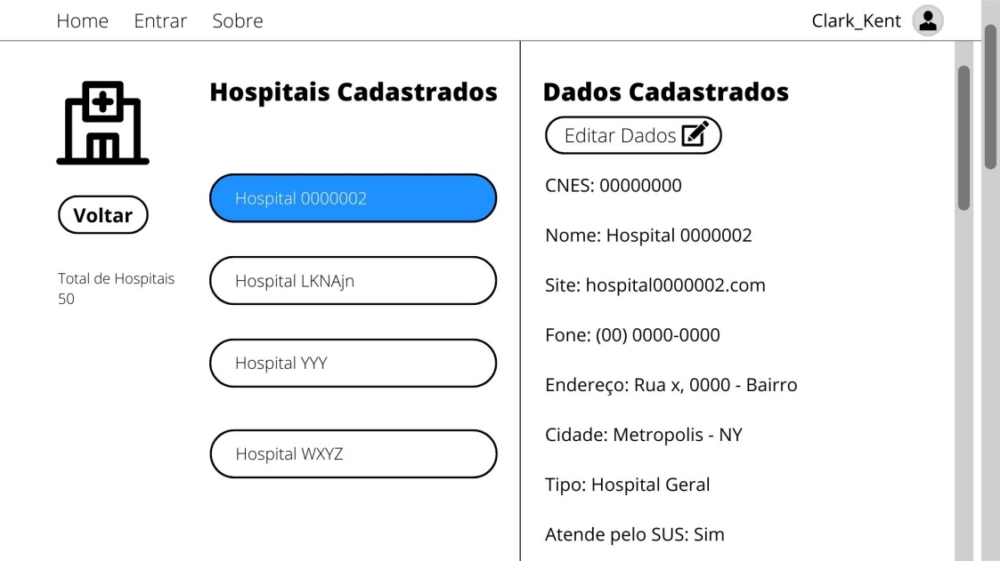 Home Entrar Sobre Clark_Kent
Hospitais Cadastrados
Voltar
Total de Hospitais
50
Hospital 0000002
Hospital LKNAjn
Hospital YYY
Hospital WXYZ
Dados Cadastrados
Editar Dados
CNES: 00000000
Nome: Hospital 0000002
Site: hospital0000002.com
Fone: (00) 0000-0000
Endereço: Rua x, 0000 - Bairro
Cidade: Metropolis - NY
Tipo: Hospital Geral
Atende pelo SUS: Sim